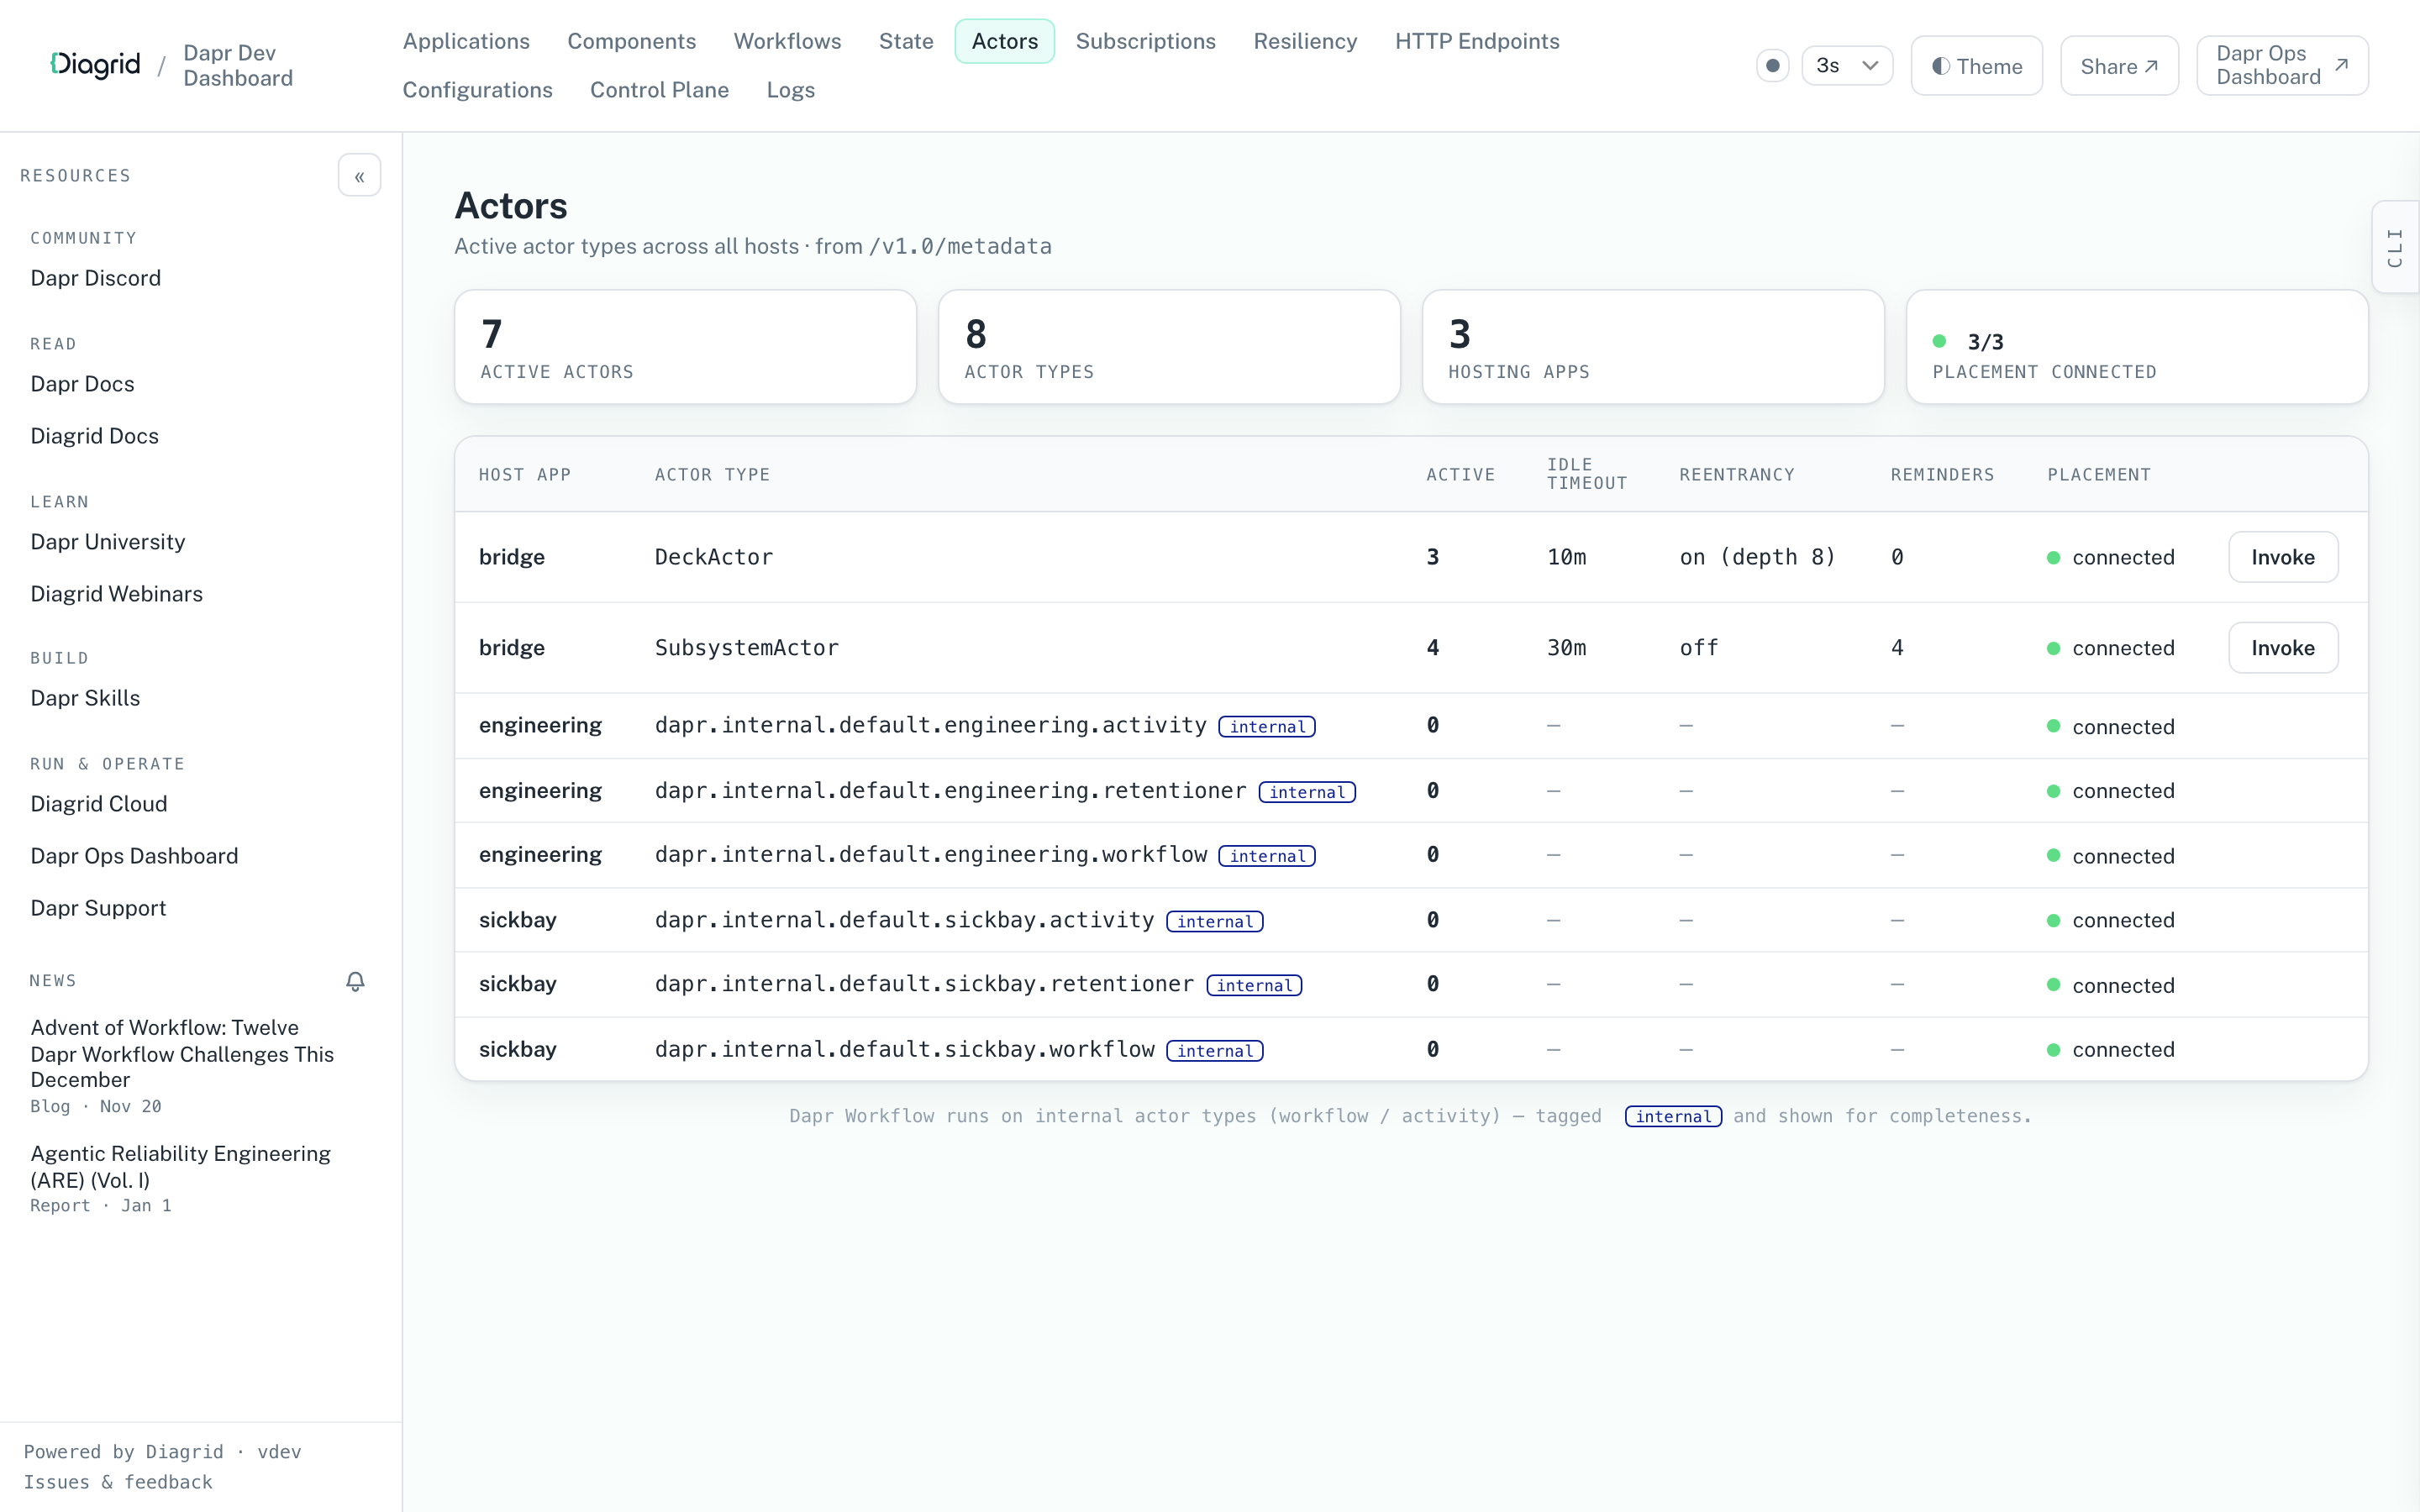 Diagrid / Dapr Dev Dashboard
Applications Components Workflows State Actors Subscriptions Resiliency HTTP Endpoints
Configurations Control Plane Logs
3s Theme Share ↗ Dapr Ops Dashboard ↗
RESOURCES «
COMMUNITY
Dapr Discord
READ
Dapr Docs
Diagrid Docs
LEARN
Dapr University
Diagrid Webinars
BUILD
Dapr Skills
RUN & OPERATE
Diagrid Cloud
Dapr Ops Dashboard
Dapr Support
NEWS
Advent of Workflow: Twelve
Dapr Workflow Challenges This
December
Blog · Nov 20
Agentic Reliability Engineering
(ARE) (Vol. I)
Report · Jan 1
Powered by Diagrid · vdev
Issues & feedback
Actors
Active actor types across all hosts · from /v1.0/metadata
CLI
7
ACTIVE ACTORS
8
ACTOR TYPES
3
HOSTING APPS
3/3
PLACEMENT CONNECTED
HOST APP ACTOR TYPE ACTIVE IDLE TIMEOUT REENTRANCY REMINDERS PLACEMENT
bridge DeckActor 3 10m on (depth 8) 0 connected Invoke
bridge SubsystemActor 4 30m off 4 connected Invoke
engineering dapr.internal.default.engineering.activity internal 0 — — — connected
engineering dapr.internal.default.engineering.retentioner internal 0 — — — connected
engineering dapr.internal.default.engineering.workflow internal 0 — — — connected
sickbay dapr.internal.default.sickbay.activity internal 0 — — — connected
sickbay dapr.internal.default.sickbay.retentioner internal 0 — — — connected
sickbay dapr.internal.default.sickbay.workflow internal 0 — — — connected
Dapr Workflow runs on internal actor types (workflow / activity) — tagged internal and shown for completeness.